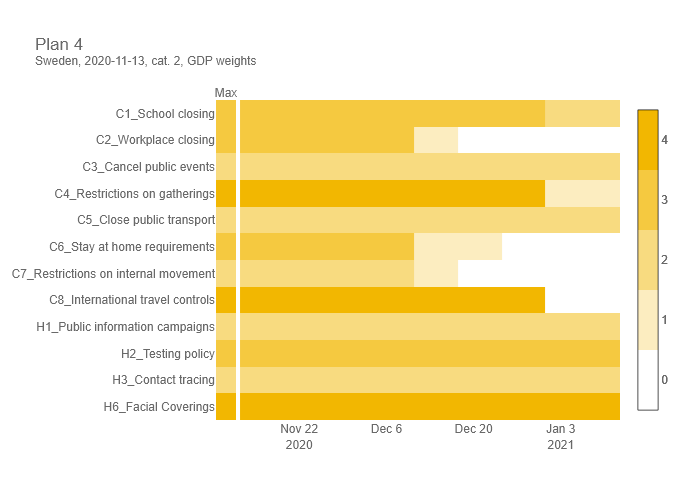 Plan 4
Sweden, 2020-11-13, cat. 2, GDP weights
Max
C1_School closing
C2_Workplace closing
C3_Cancel public events
C4_Restrictions on gatherings
C5_Close public transport
C6_Stay at home requirements
C7_Restrictions on internal movement
C8_International travel controls
H1_Public information campaigns
H2_Testing policy
H3_Contact tracing
H6_Facial Coverings
Nov 22 Dec 6 Dec 20 Jan 3
2020 2021
4
3
2
1
0